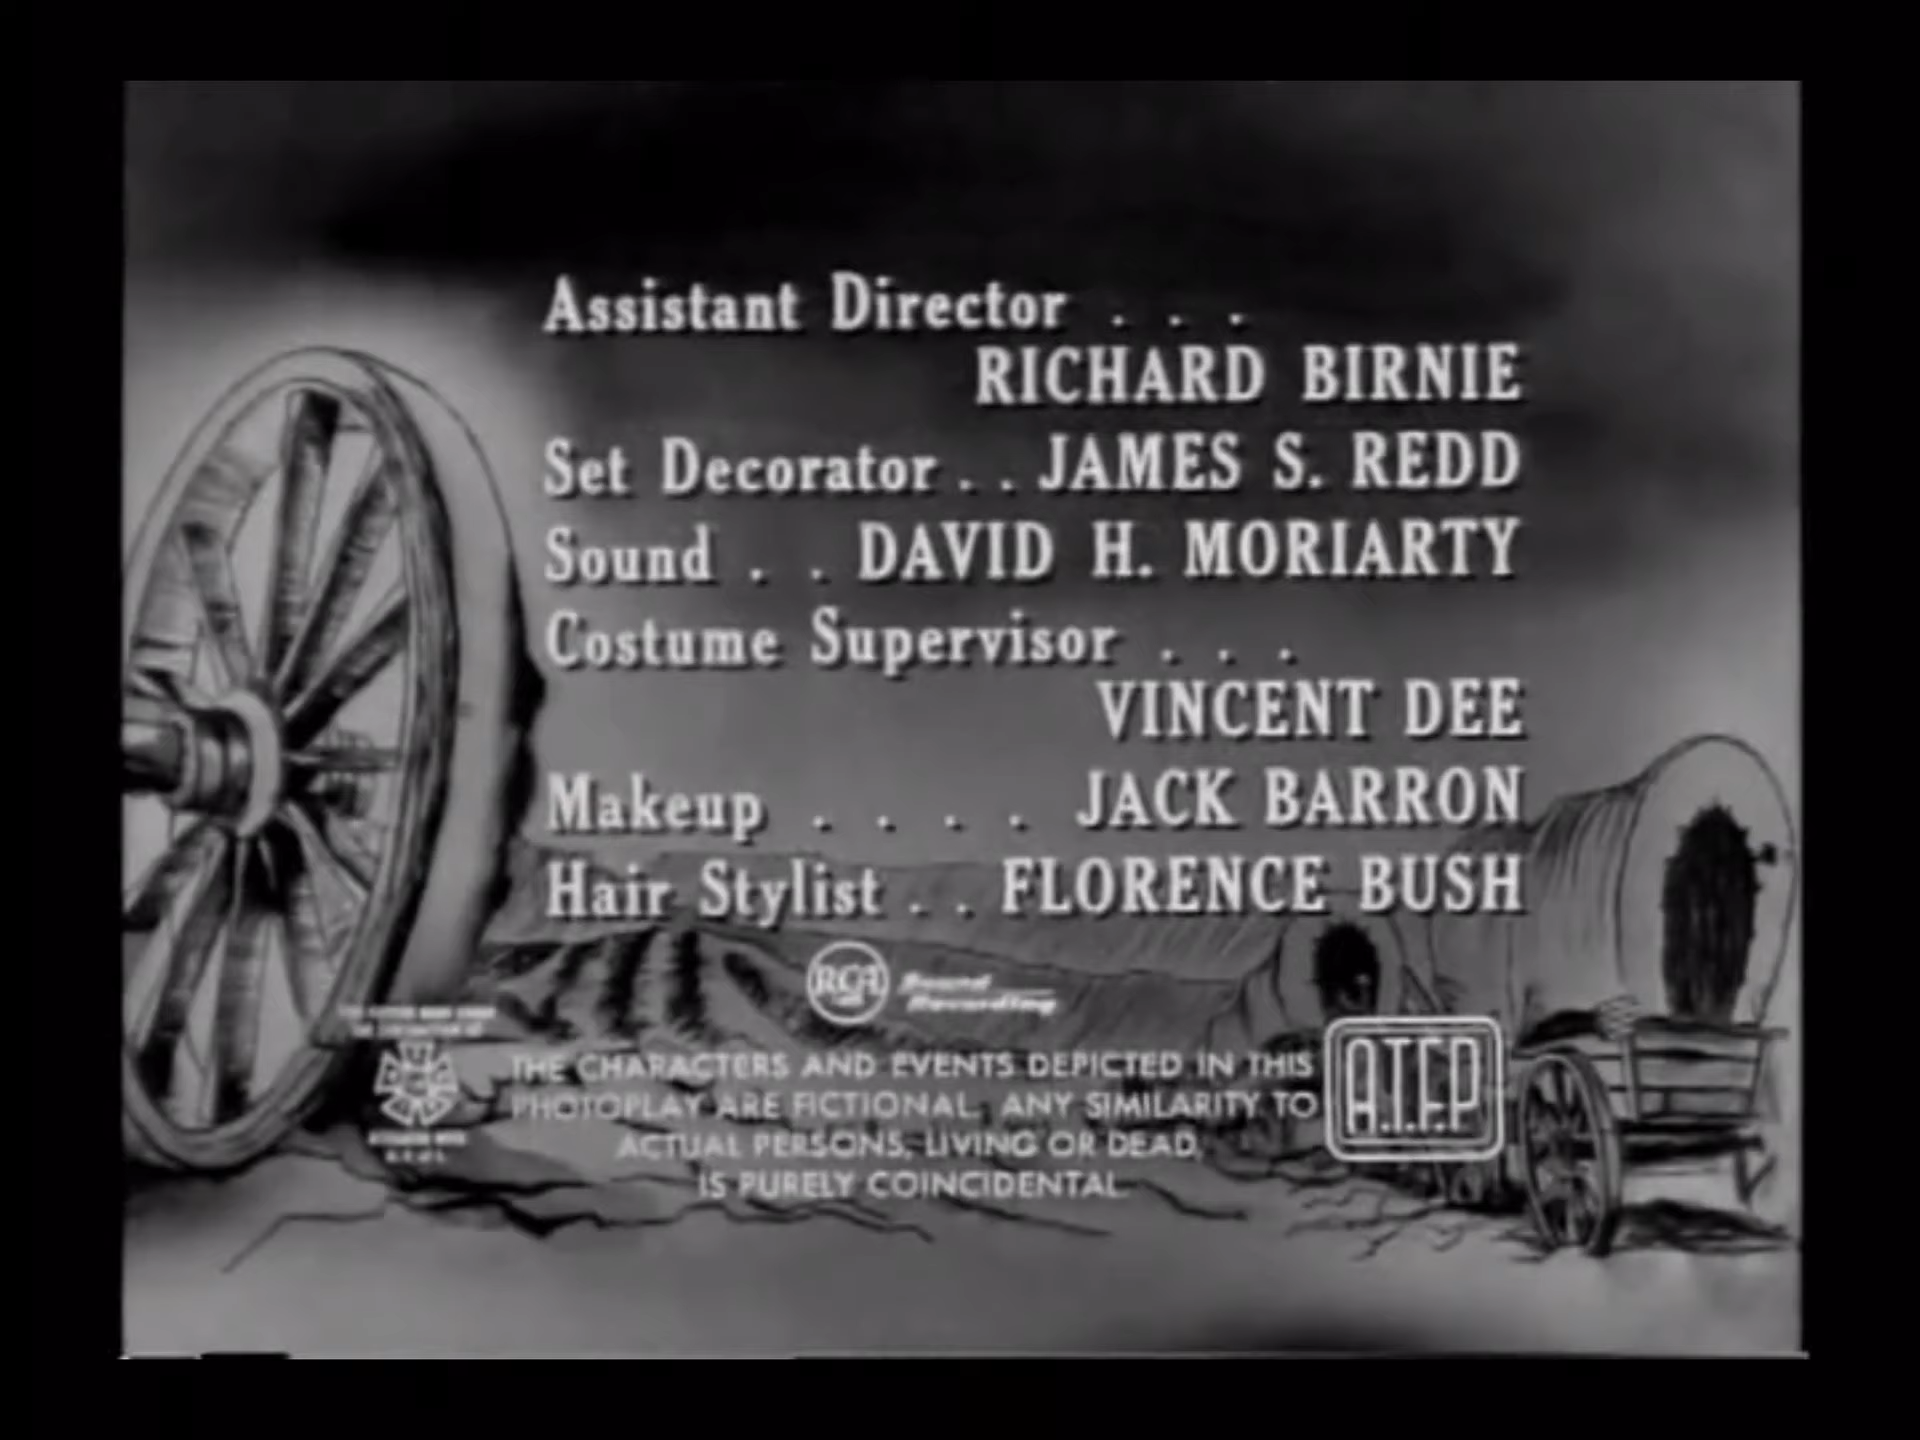 Assistant Director . . .
RICHARD BIRNIE
Set Decorator . . JAMES S. REDD
Sound . . DAVID H. MORIARTY
Costume Supervisor . . .
VINCENT DEE
Makeup . . . . JACK BARRON
Hair Stylist . . FLORENCE BUSH
RCA Sound
Recording
THE CHARACTERS AND EVENTS DEPICTED IN THIS
PHOTOPLAY ARE FICTIONAL. ANY SIMILARITY TO
ACTUAL PERSONS, LIVING OR DEAD,
IS PURELY COINCIDENTAL.
A.T.F.P.